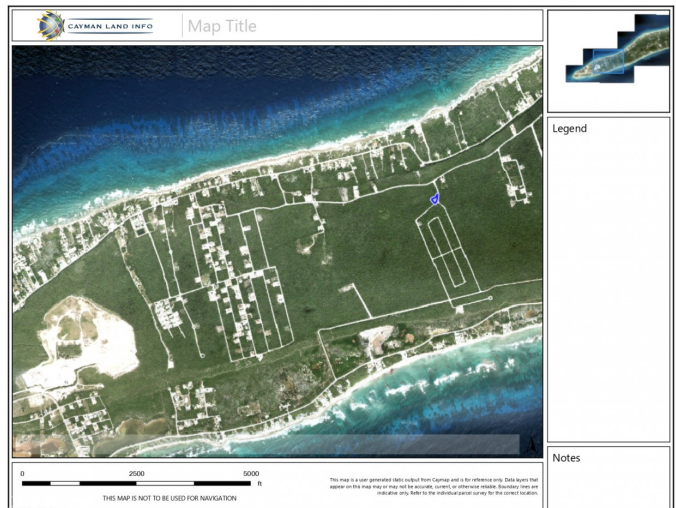 CAYMAN LAND INFO
Map Title
Legend
Notes
0 2500 5000
ft
THIS MAP IS NOT TO BE USED FOR NAVIGATION
This map is a user generated static output from Caymap and is for reference only. Data layers that
appear on this map may or may not be accurate, current, or otherwise reliable. Boundary lines are
indicative only. Refer to the individual parcel survey for the correct location.